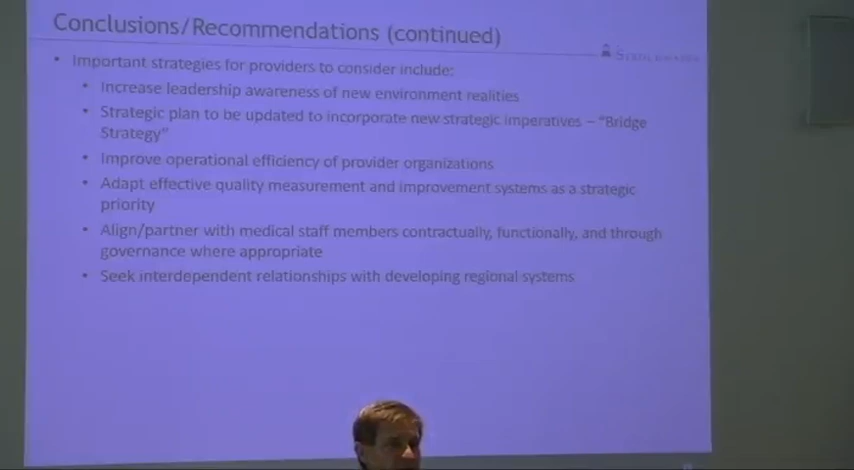 Conclusions/Recommendations (continued)
• Important strategies for providers to consider include:
• Increase leadership awareness of new environment realities
• Strategic plan to be updated to incorporate new strategic imperatives – "Bridge
Strategy"
• Improve operational efficiency of provider organizations
• Adapt effective quality measurement and improvement systems as a strategic
priority
• Align/partner with medical staff members contractually, functionally, and through
governance where appropriate
• Seek interdependent relationships with developing regional systems